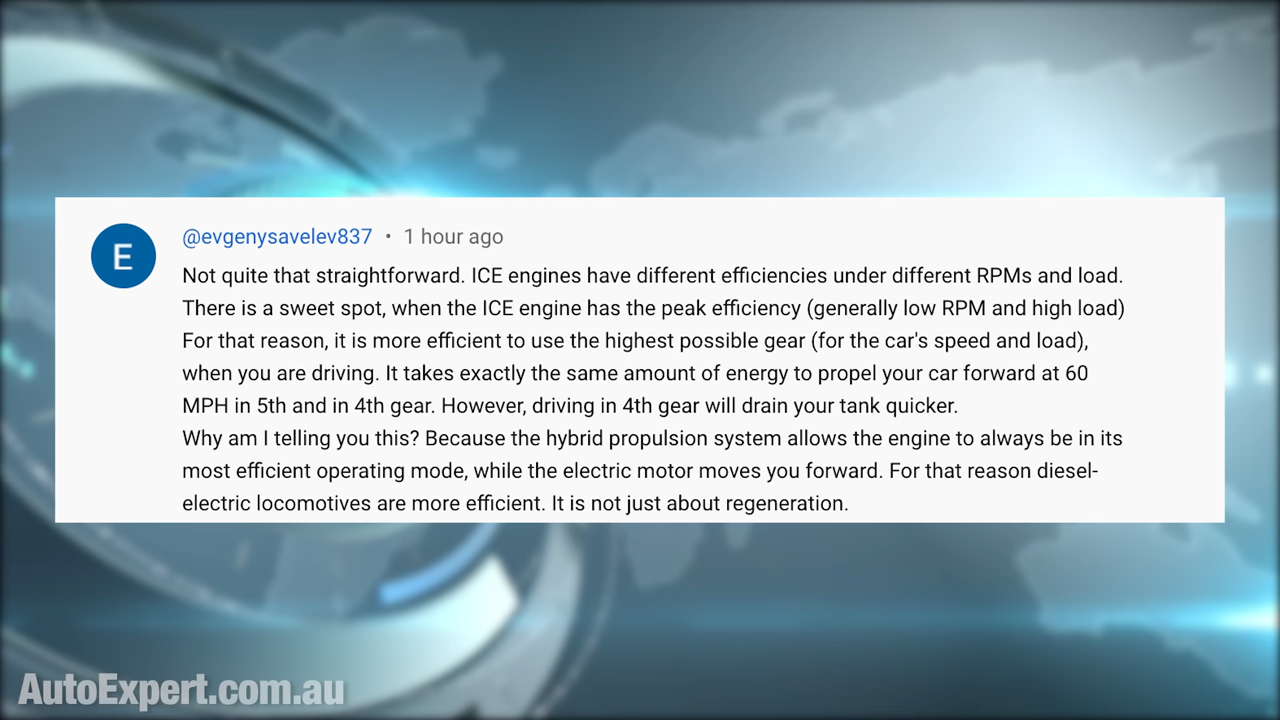 E
@evgenysavelev837 • 1 hour ago
Not quite that straightforward. ICE engines have different efficiencies under different RPMs and load.
There is a sweet spot, when the ICE engine has the peak efficiency (generally low RPM and high load)
For that reason, it is more efficient to use the highest possible gear (for the car's speed and load),
when you are driving. It takes exactly the same amount of energy to propel your car forward at 60
MPH in 5th and in 4th gear. However, driving in 4th gear will drain your tank quicker.
Why am I telling you this? Because the hybrid propulsion system allows the engine to always be in its
most efficient operating mode, while the electric motor moves you forward. For that reason diesel-
electric locomotives are more efficient. It is not just about regeneration.
AutoExpert.com.au